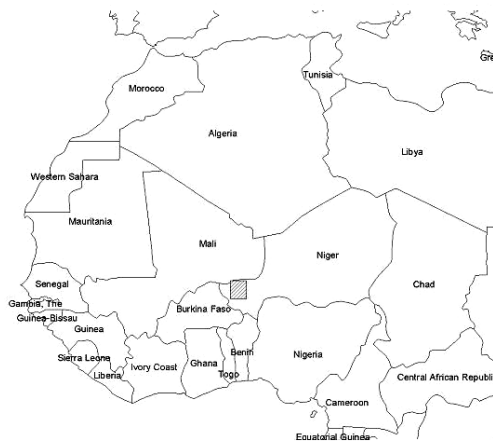 Gre
Tunisia
Morocco
Algeria
Libya
Western Sahara
Mauritania
Mali
Niger
Senegal
Chad
Gambia, The
Burkina Faso
Guinea-Bissau
Guinea
Sierra Leone
Ivory Coast
Ghana
Benin
Nigeria
Liberia
Togo
Central African Republi
Cameroon
Equatorial Guinea